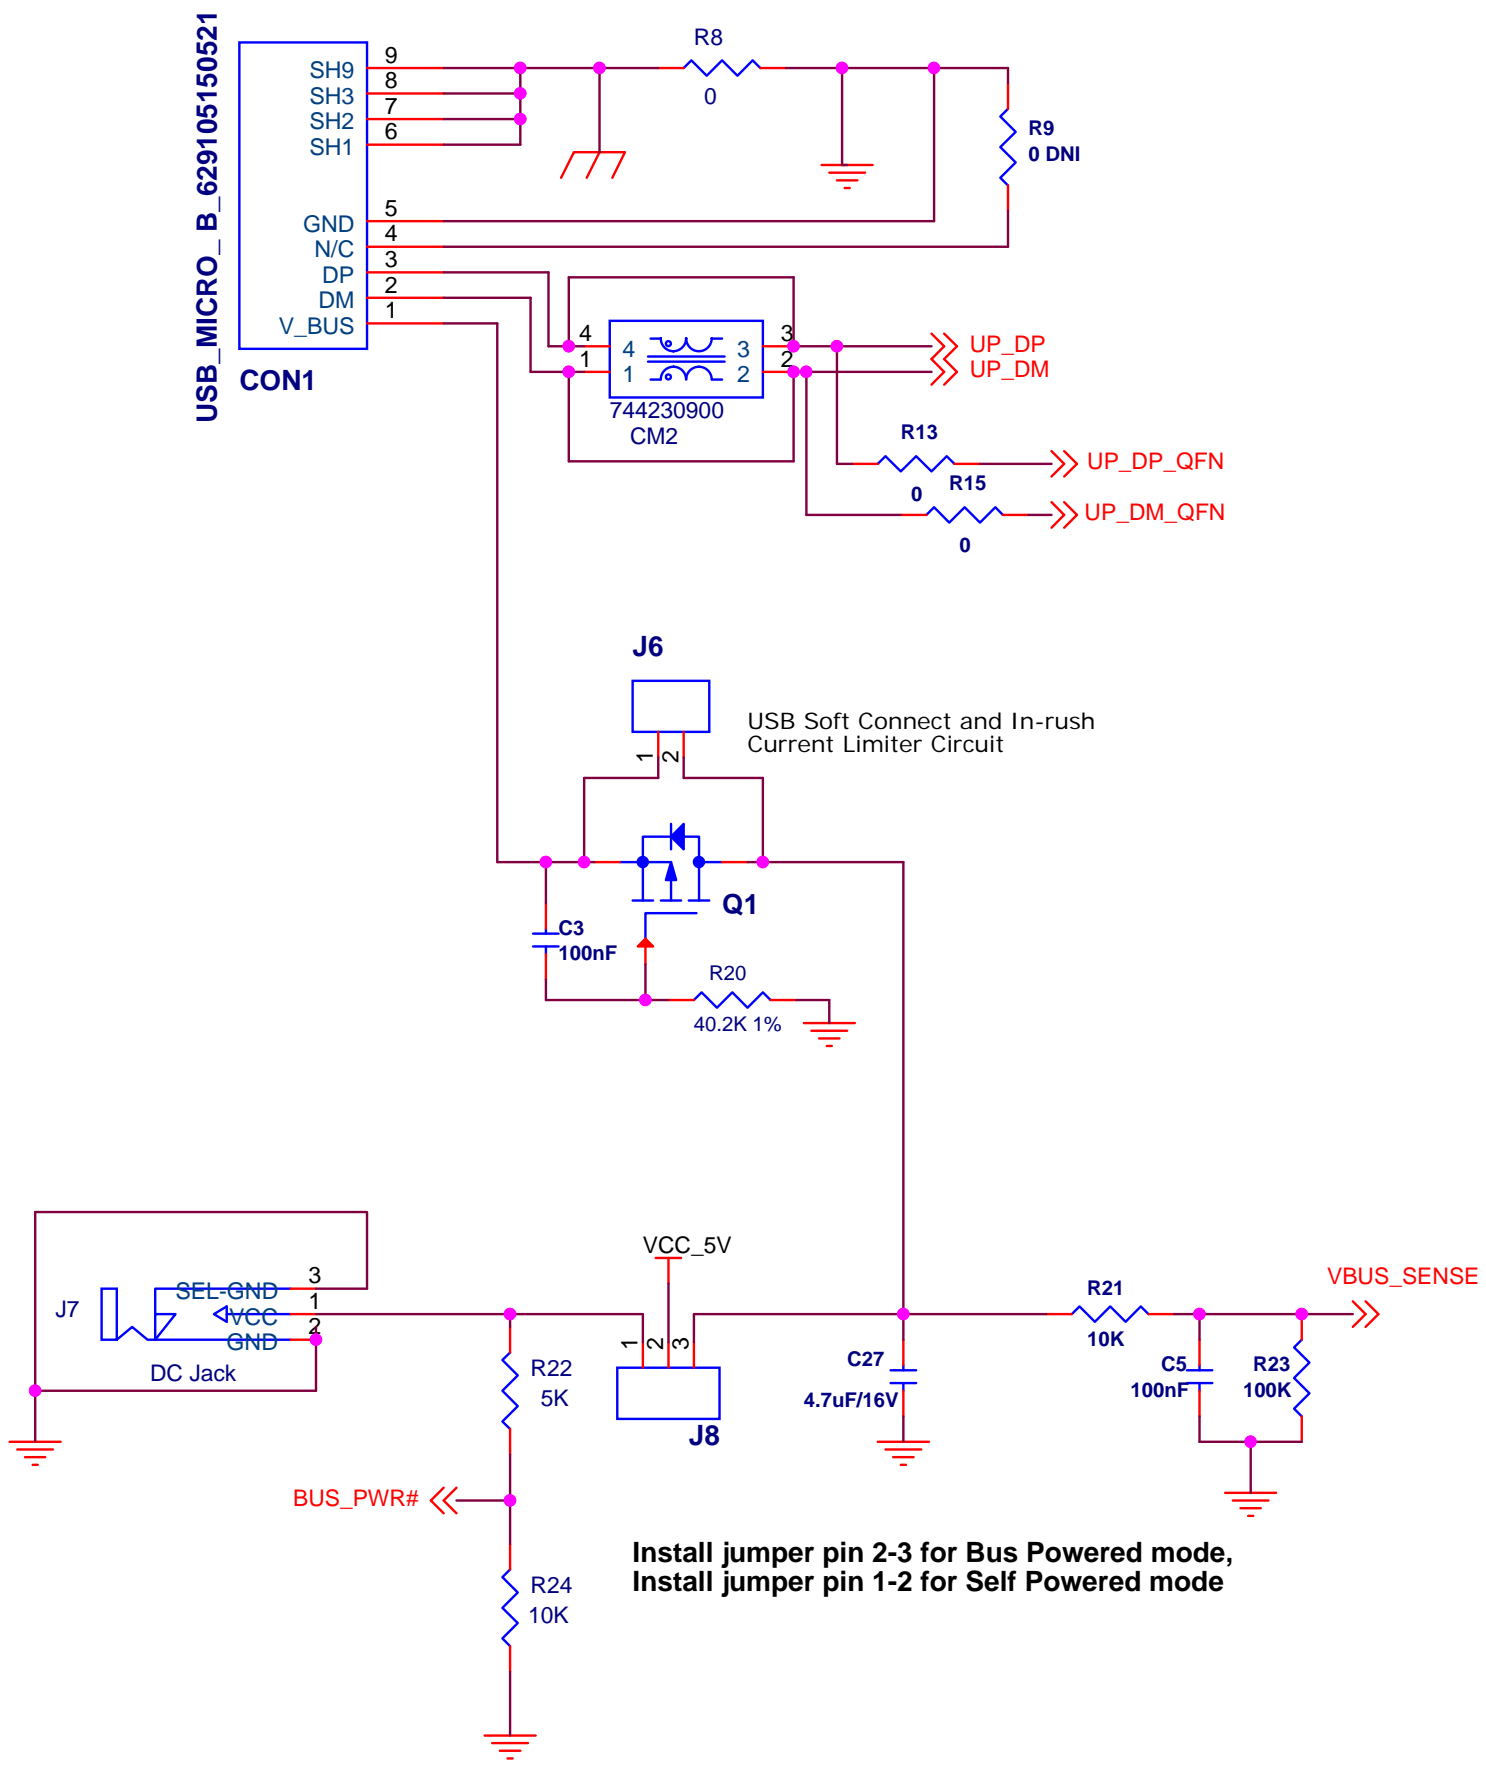 USB_MICRO_B_629105150521
SH9
9
SH3
8
SH2
7
SH1
6
GND
5
N/C
4
DP
3
DM
2
V_BUS
1
CON1
R8
0
R9
0 DNI
4
1
4
1
3
2
3
2
744230900
CM2
UP_DP
UP_DM
R13
0
UP_DP_QFN
R15
0
UP_DM_QFN
J6
1
2
USB Soft Connect and In-rush
Current Limiter Circuit
Q1
C3
100nF
R20
40.2K 1%
J7
SEL-GND
3
VCC
1
GND
2
DC Jack
VCC_5V
1
2
3
J8
R22
5K
BUS_PWR#
R24
10K
C27
4.7uF/16V
R21
10K
C5
100nF
R23
100K
VBUS_SENSE
Install jumper pin 2-3 for Bus Powered mode,
Install jumper pin 1-2 for Self Powered mode